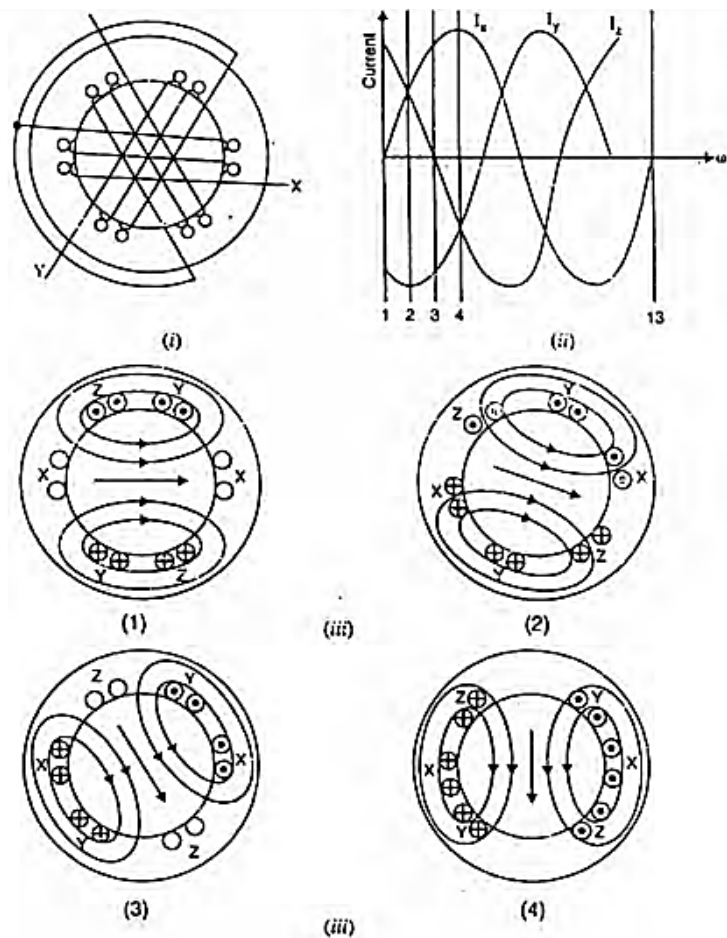 X
Y
(i)
Current
Ix
IY
Iz
1 2 3 4 13
(ii)
Z Y
X X
Y Z
(1)
Y
Z
X
X
Z
Y
(2)
(iii)
Z
Y
X
X
Y
Z
(3)
Z Y
X X
Y Z
(4)
(iii)